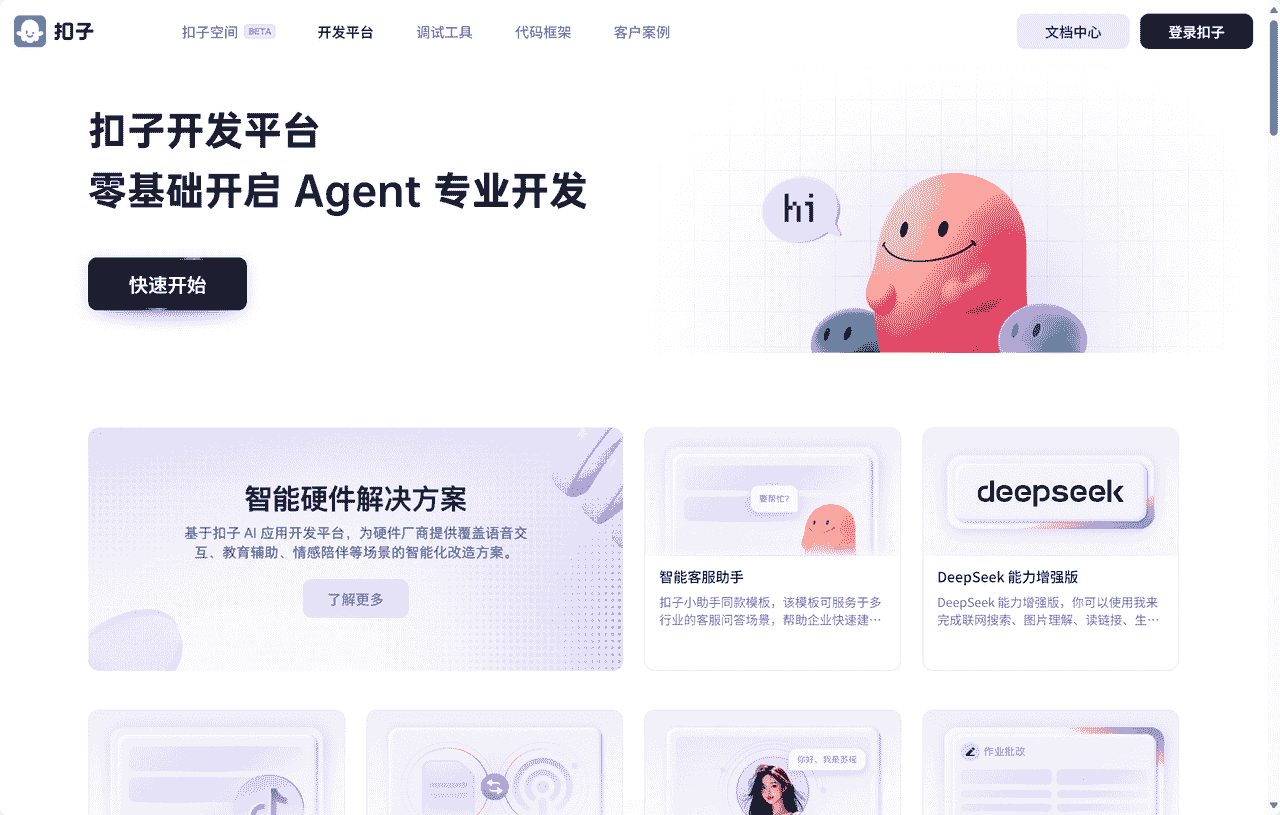 扣子
扣子空间 BETA
开发平台
调试工具
代码框架
客户案例
文档中心
登录扣子
扣子开发平台
零基础开启 Agent 专业开发
快速开始
hi
智能硬件解决方案
基于扣子 AI 应用开发平台，为硬件厂商提供覆盖语音交
互、教育辅助、情感陪伴等场景的智能化改造方案。
了解更多
要帮忙?
智能客服助手
扣子小助手同款模板，该模板可服务于多
行业的客服问答场景，帮助企业快速建…
deepseek
DeepSeek 能力增强版
DeepSeek 能力增强版，你可以使用我来
完成联网搜索、图片理解、读链接、生…
你好，我是苏瑶
作业批改